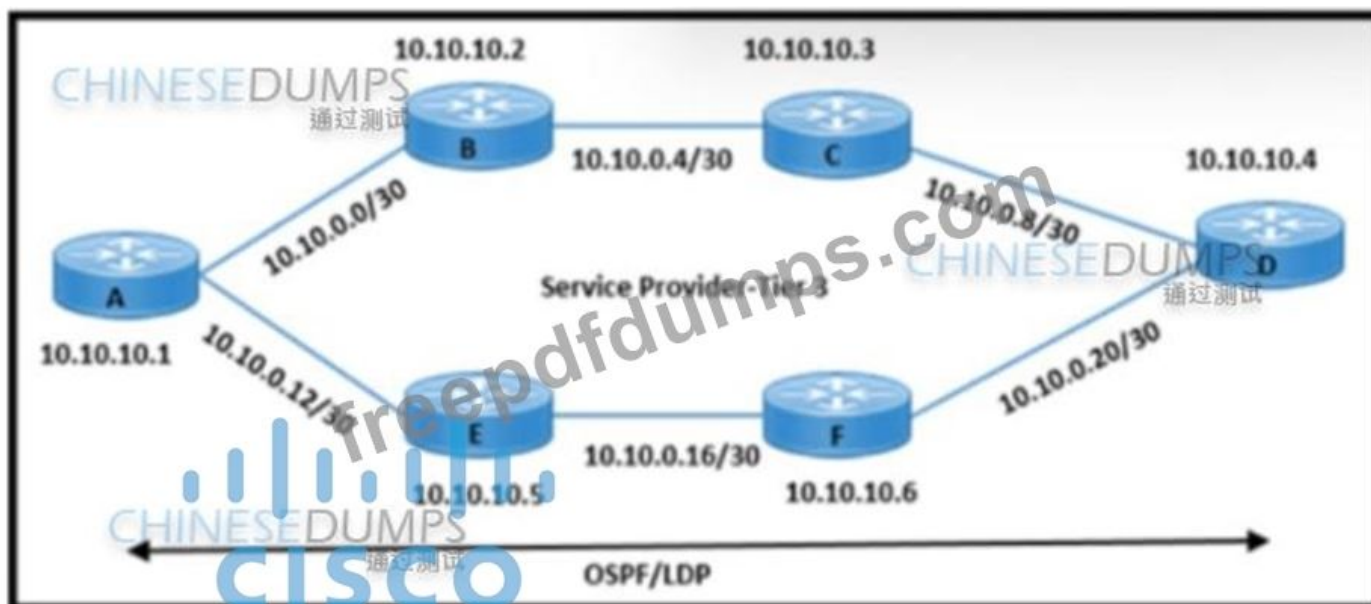 10.10.10.2
10.10.10.3
CHINESEDUMPS
通过测试
B
10.10.0.4/30
C
10.10.10.4
10.10.0.0/30
10.10.0.8/30
CHINESEDUMPS
通过测试
D
A
Service Provider-Tier 3
10.10.10.1
freepdfdumps.com
10.10.0.12/30
10.10.0.20/30
E
10.10.0.16/30
F
10.10.10.5
10.10.10.6
CHINESEDUMPS
通过测试
CISCO
OSPF/LDP